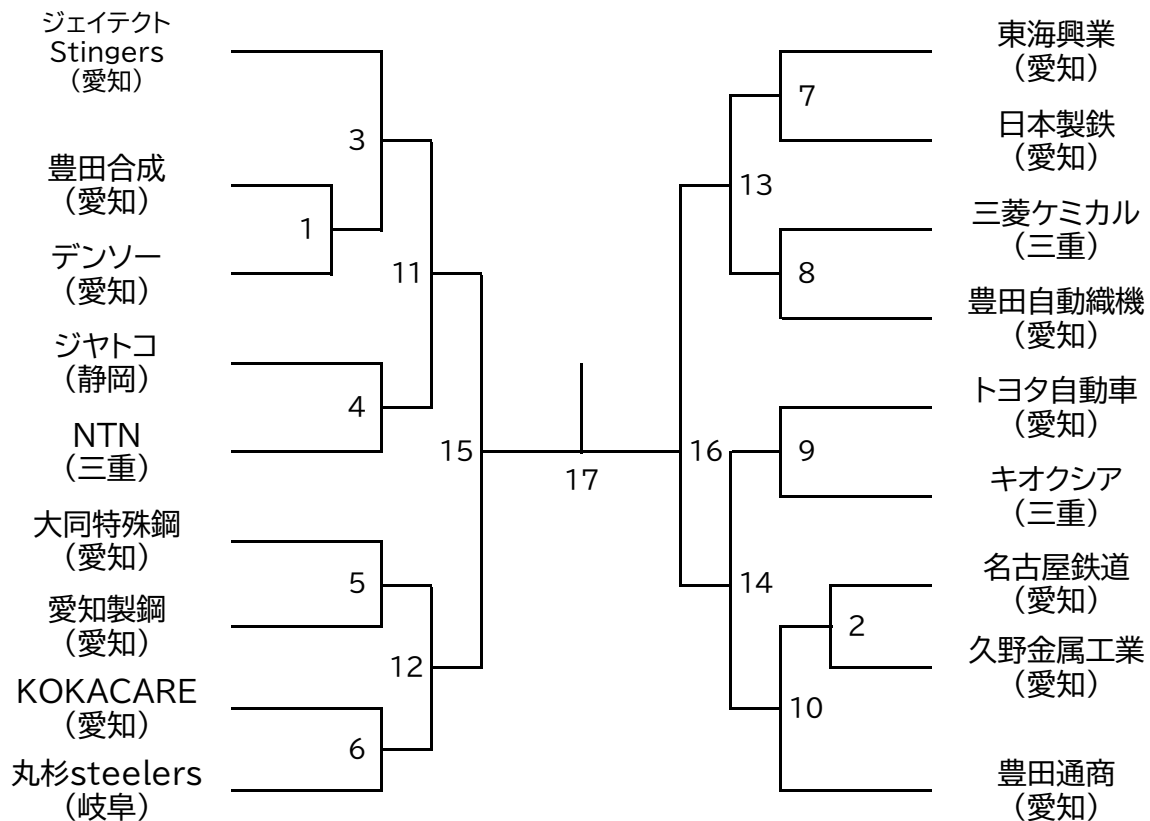 ジェイテクト
Stingers
（愛知）
豊田合成
（愛知）
デンソー
（愛知）
ジヤトコ
（静岡）
NTN
（三重）
大同特殊鋼
（愛知）
愛知製鋼
（愛知）
KOKACARE
（愛知）
丸杉steelers
（岐阜）
3
1
11
4
15
5
12
6
17
7
13
8
16
9
14
2
10
東海興業
（愛知）
日本製鉄
（愛知）
三菱ケミカル
（三重）
豊田自動織機
（愛知）
トヨタ自動車
（愛知）
キオクシア
（三重）
名古屋鉄道
（愛知）
久野金属工業
（愛知）
豊田通商
（愛知）